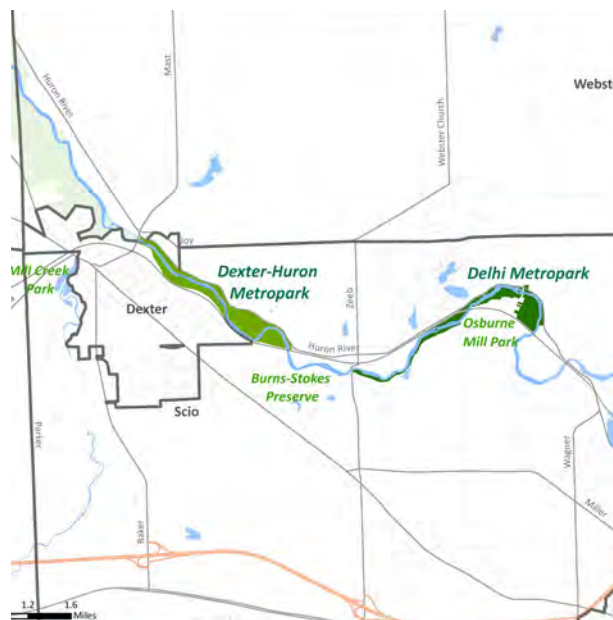 Mast
Huron River
Webster Church
Webst
Joy
Dexter-Huron
Metropark
Delhi Metropark
Mill Creek
Park
Dexter
Zeeb
Osburne
Mill Park
Huron River
Burns-Stokes
Preserve
Scio
Parker
Wagner
Miller
Baker
1.2 1.6
Miles